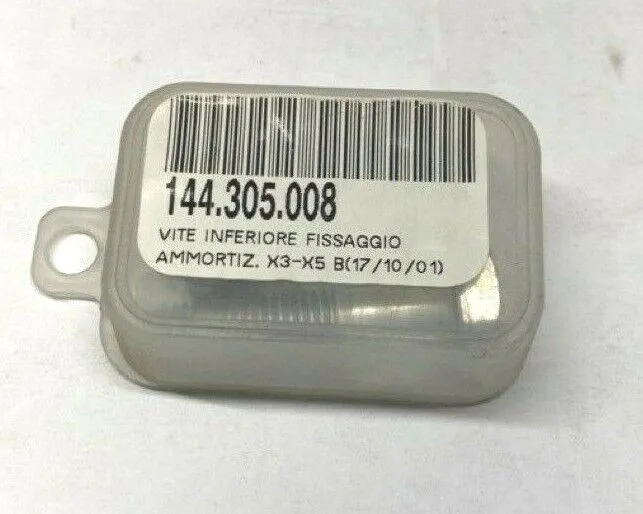 144.305.008
VITE INFERIORE FISSAGGIO
AMMORTIZ. X3-X5 B(17/10/01)